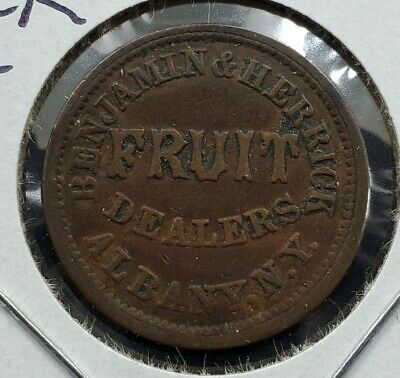 BENJAMIN & HERRICK
FRUIT
DEALERS
ALBANY. N.Y.